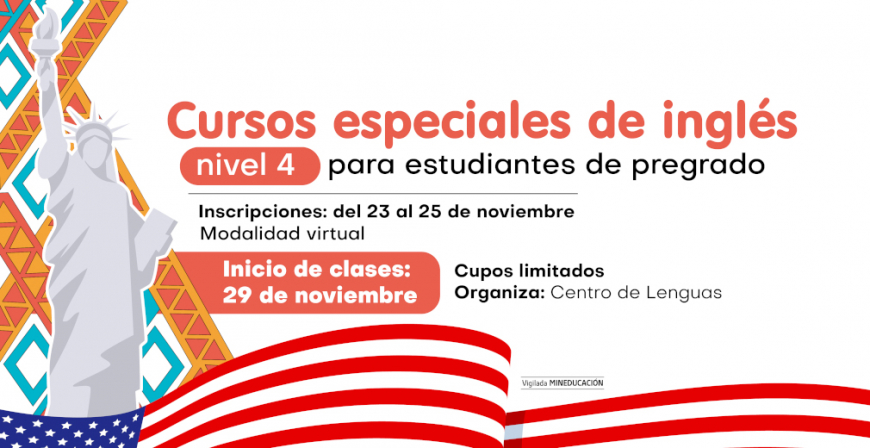 Cursos especiales de inglés
nivel 4 para estudiantes de pregrado
Inscripciones: del 23 al 25 de noviembre
Modalidad virtual
Inicio de clases:
29 de noviembre
Cupos limitados
Organiza: Centro de Lenguas
Vigilada MINEDUCACIÓN